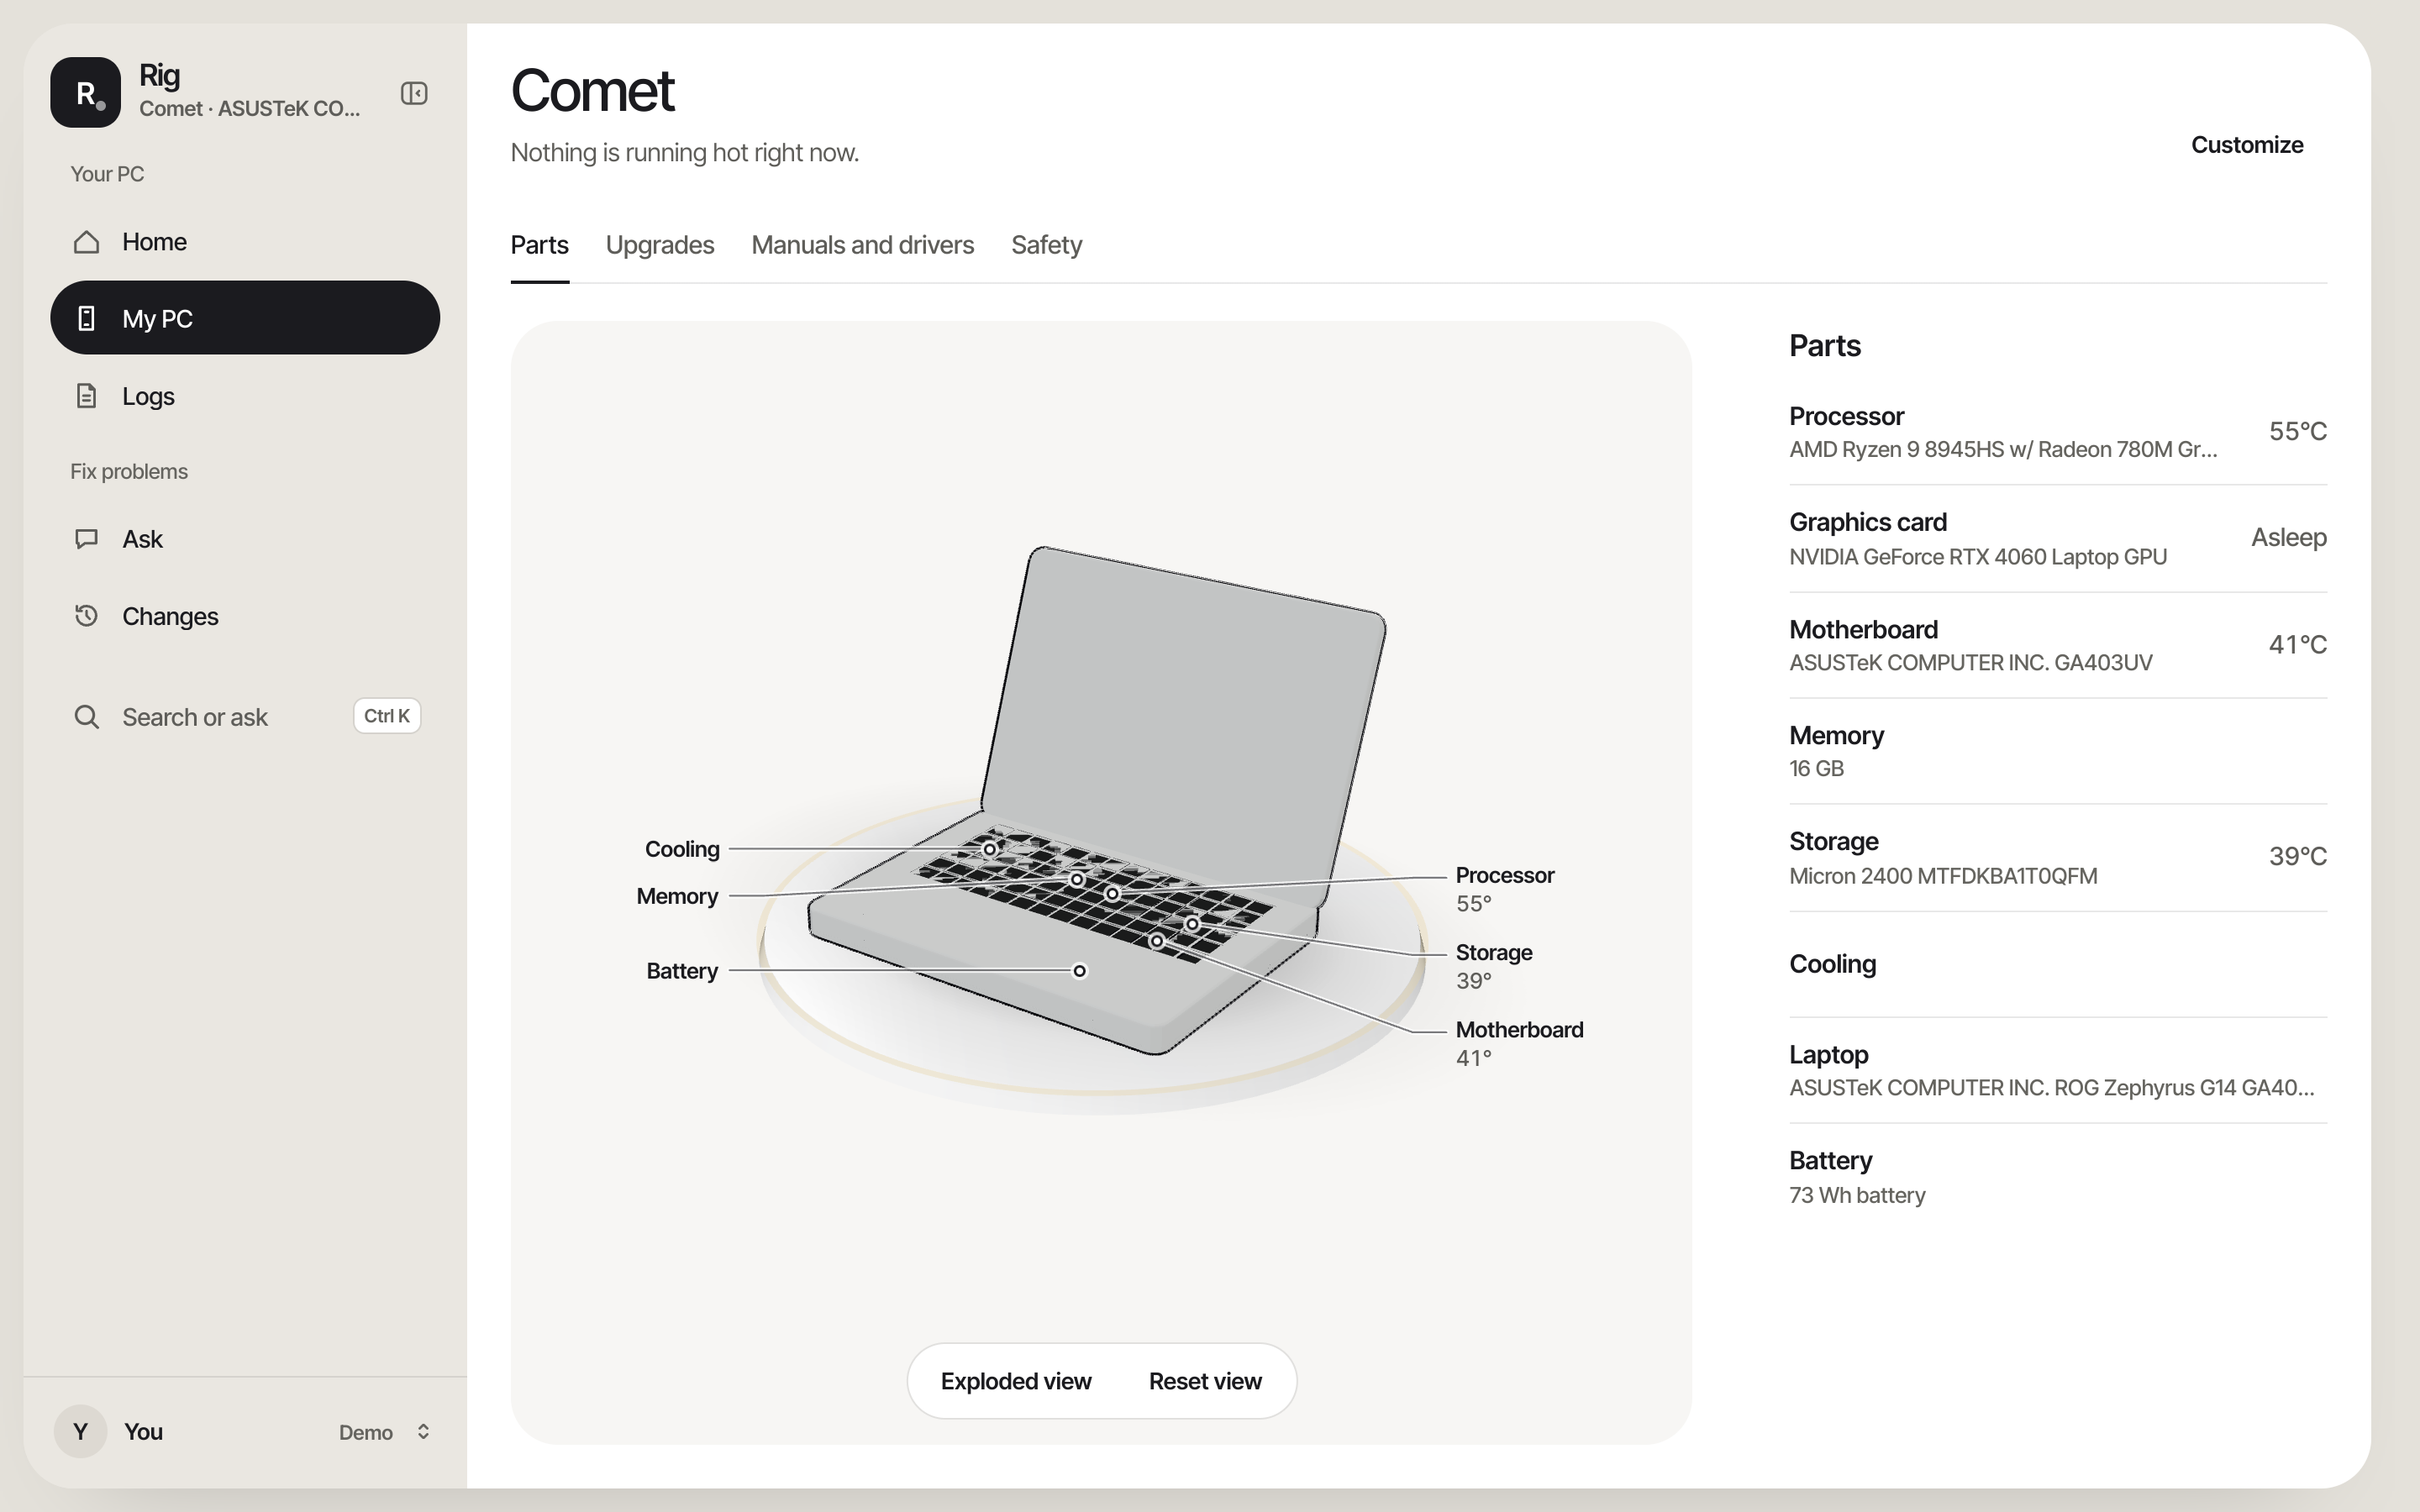 R.
Rig
Comet · ASUSTeK CO...
Your PC
Home
My PC
Logs
Fix problems
Ask
Changes
Search or ask
Ctrl K
Y
You
Demo
Comet
Nothing is running hot right now.
Customize
Parts
Upgrades
Manuals and drivers
Safety
Cooling
Memory
Battery
Processor
55°
Storage
39°
Motherboard
41°
Exploded view
Reset view
Parts
Processor
AMD Ryzen 9 8945HS w/ Radeon 780M Gr...
55°C
Graphics card
NVIDIA GeForce RTX 4060 Laptop GPU
Asleep
Motherboard
ASUSTeK COMPUTER INC. GA403UV
41°C
Memory
16 GB
Storage
Micron 2400 MTFDKBA1T0QFM
39°C
Cooling
Laptop
ASUSTeK COMPUTER INC. ROG Zephyrus G14 GA40...
Battery
73 Wh battery